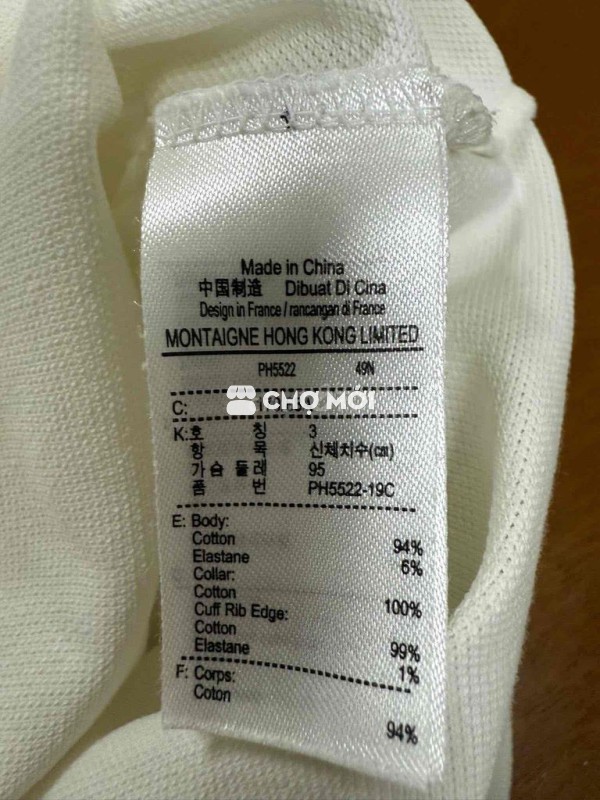 Made in China
中国制造 Dibuat Di Cina
Design in France / rancangan di France
MONTAIGNE HONG KONG LIMITED
PH5522 49N
CHỢ MỚI
C:
K: 호 칭 3
항 목 신체치수(㎝)
가슴 둘레 95
품 번 PH5522-19C
E: Body:
Cotton 94%
Elastane 6%
Collar:
Cotton 100%
Cuff Rib Edge:
Cotton 99%
Elastane 1%
F: Corps:
Coton 94%